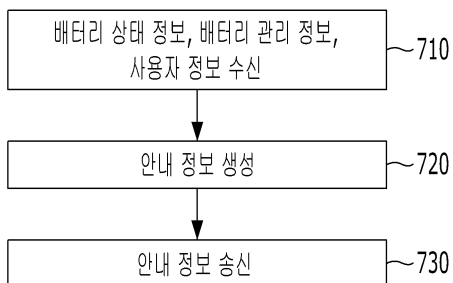 배터리 상태 정보, 배터리 관리 정보,
사용자 정보 수신
710
안내 정보 생성
720
안내 정보 송신
730